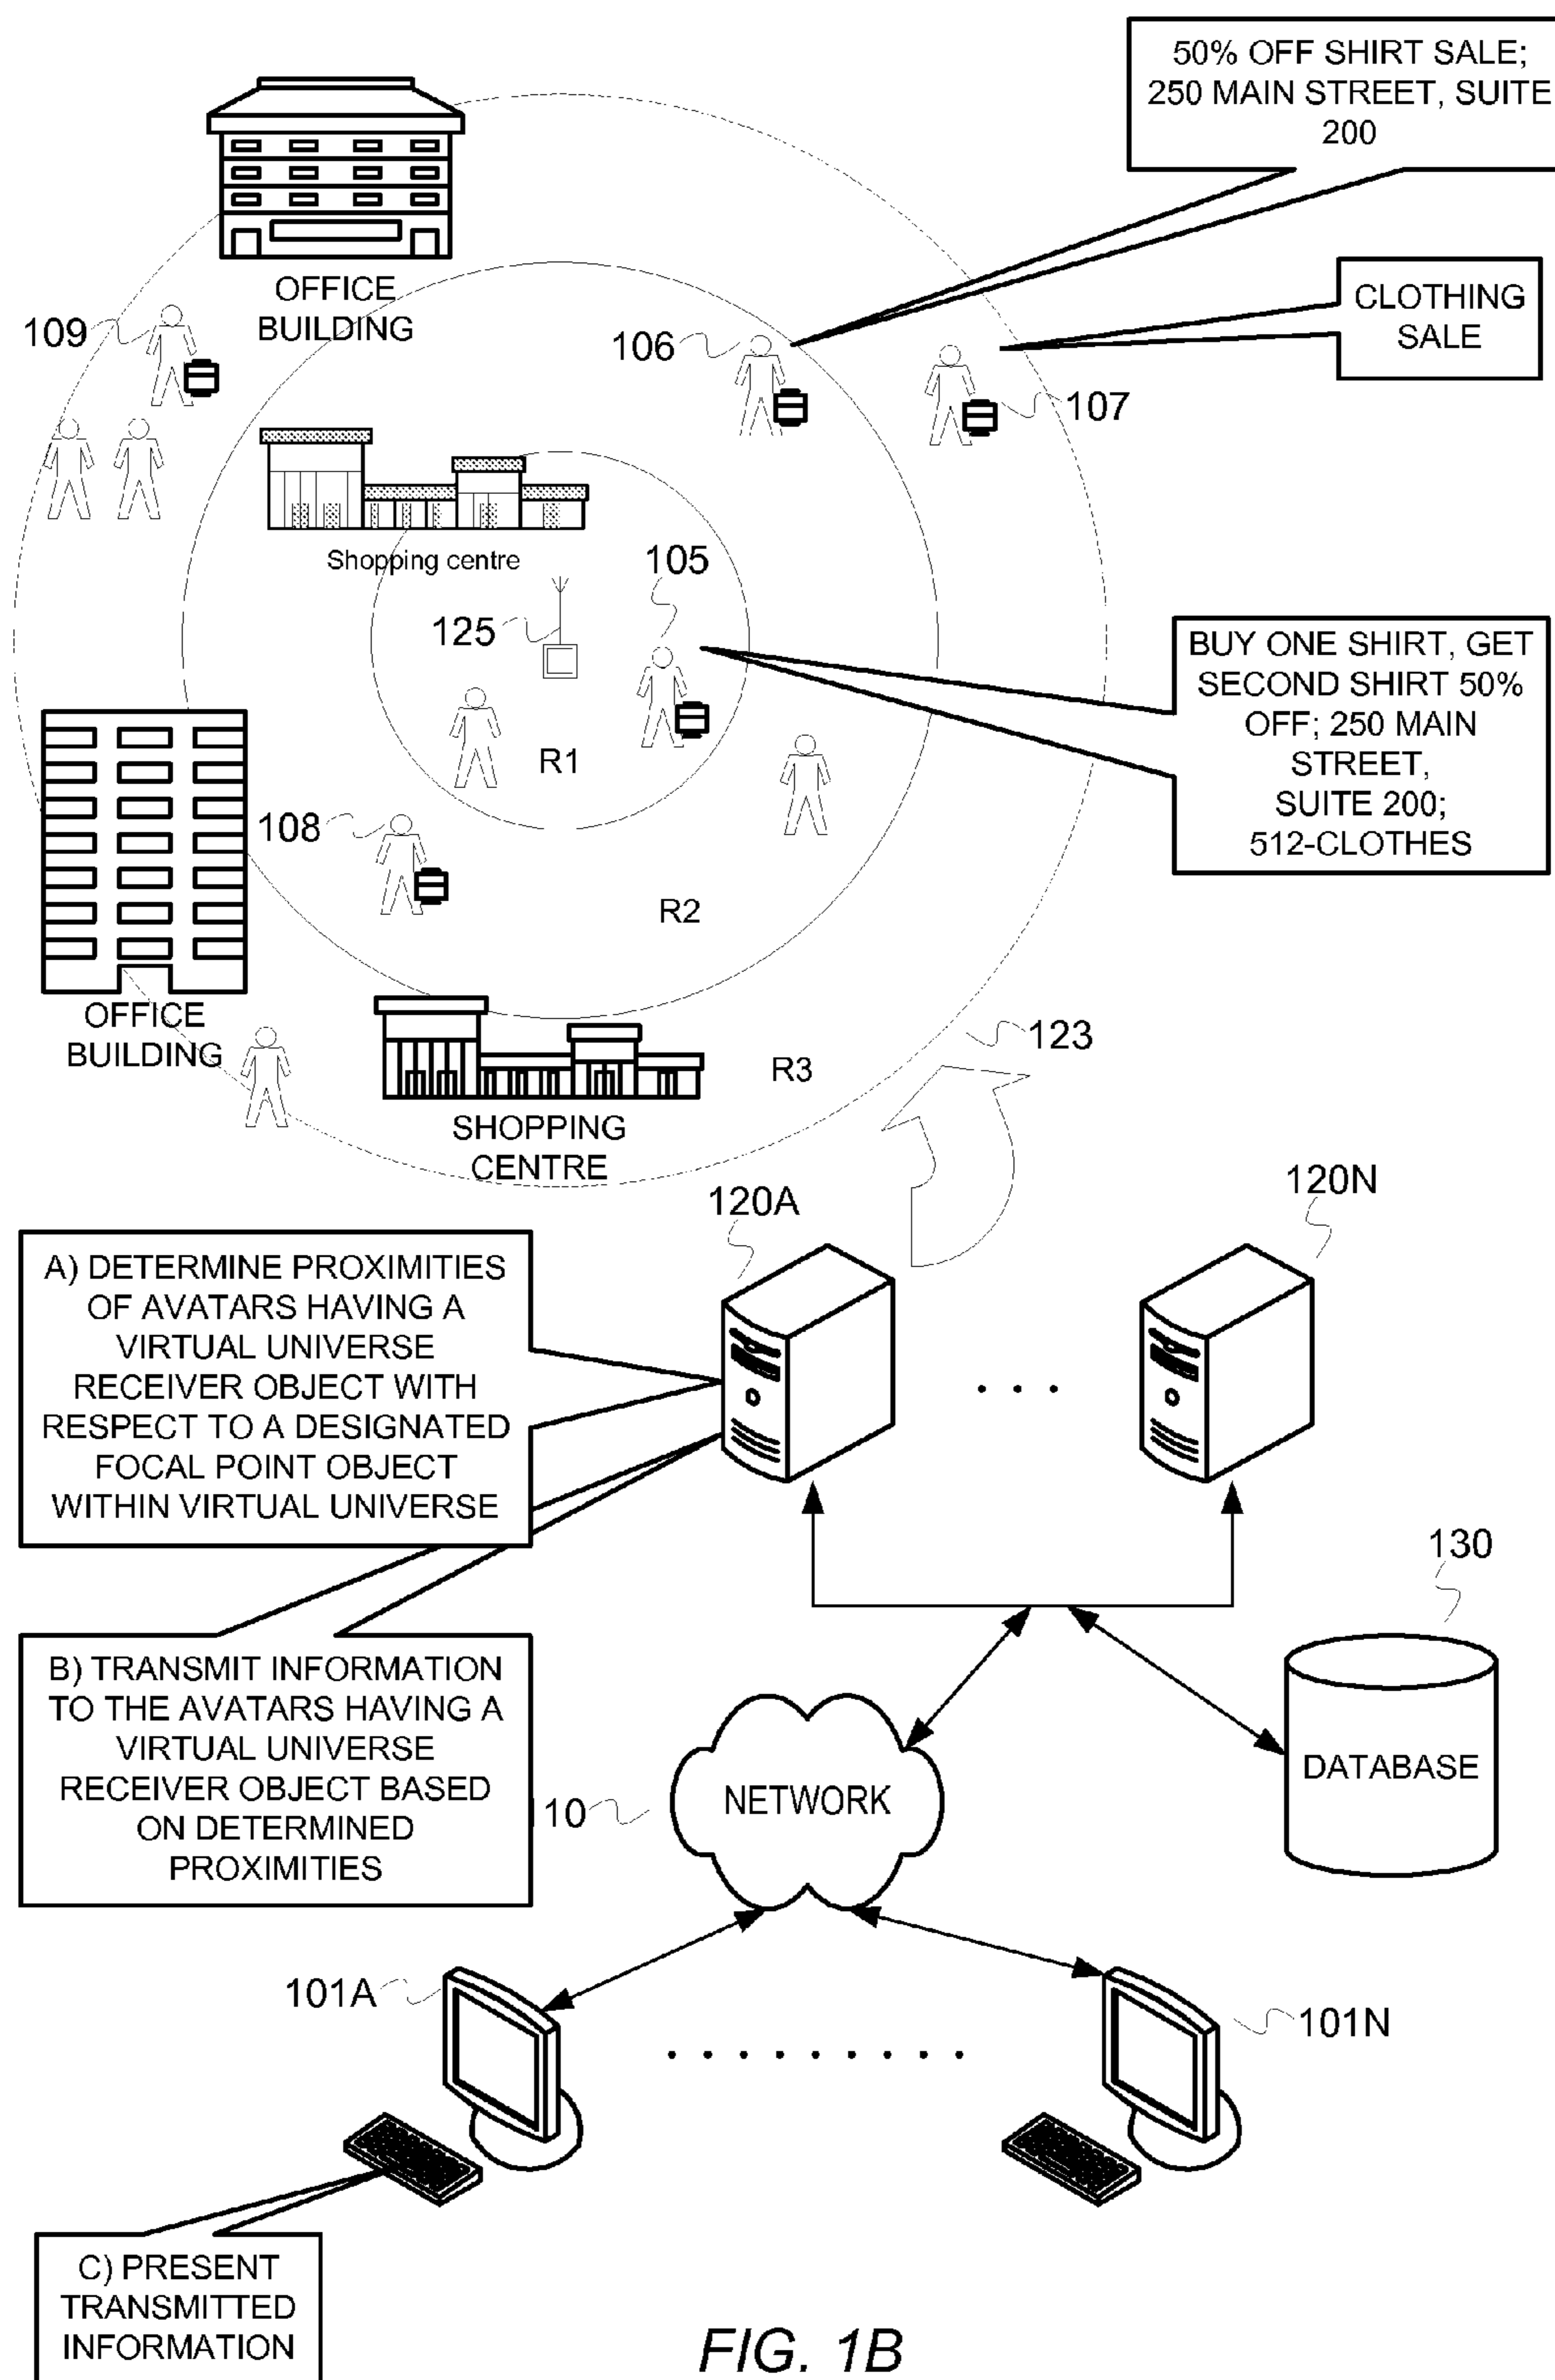 50% OFF SHIRT SALE;
250 MAIN STREET, SUITE
200
OFFICE
BUILDING
109
106
CLOTHING
SALE
107
Shopping centre
105
125
BUY ONE SHIRT, GET
SECOND SHIRT 50%
OFF; 250 MAIN
STREET,
SUITE 200;
512-CLOTHES
R1
108
R2
OFFICE
BUILDING
123
R3
SHOPPING
CENTRE
120A
120N
A) DETERMINE PROXIMITIES
OF AVATARS HAVING A
VIRTUAL UNIVERSE
RECEIVER OBJECT WITH
RESPECT TO A DESIGNATED
FOCAL POINT OBJECT
WITHIN VIRTUAL UNIVERSE
130
B) TRANSMIT INFORMATION
TO THE AVATARS HAVING A
VIRTUAL UNIVERSE
RECEIVER OBJECT BASED
ON DETERMINED
PROXIMITIES
10
NETWORK
DATABASE
101A
101N
C) PRESENT
TRANSMITTED
INFORMATION
FIG. 1B